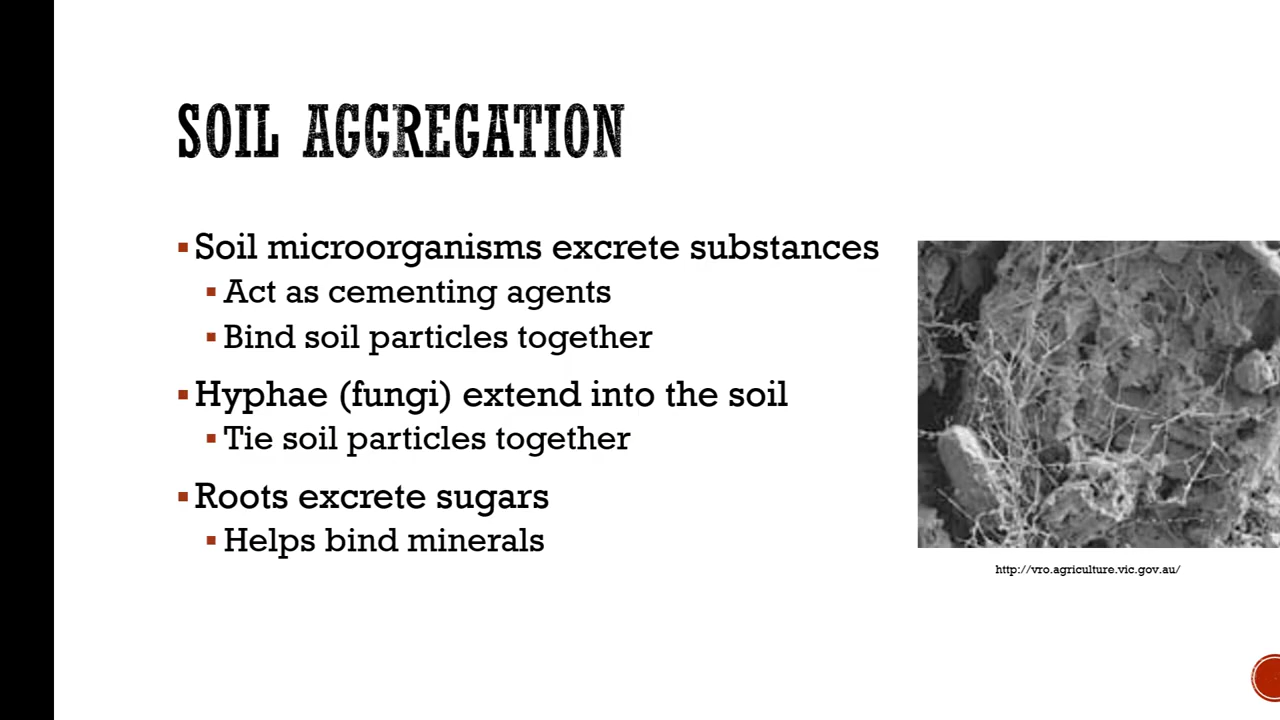 SOIL AGGREGATION
▪Soil microorganisms excrete substances
▪Act as cementing agents
▪Bind soil particles together
▪Hyphae (fungi) extend into the soil
▪Tie soil particles together
▪Roots excrete sugars
▪Helps bind minerals
http://vro.agriculture.vic.gov.au/